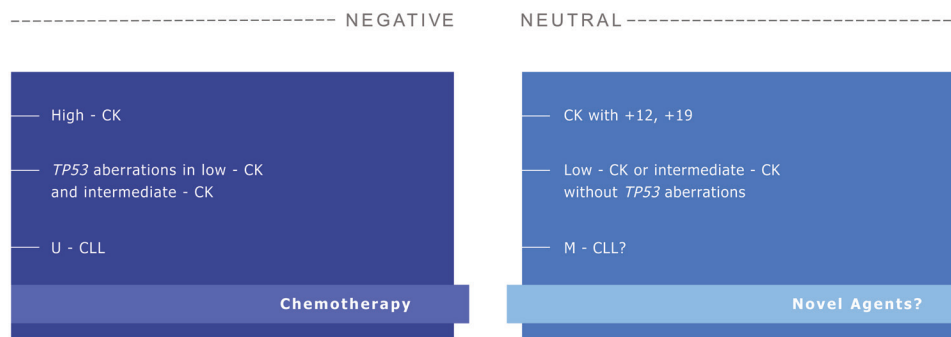 NEGATIVE
High - CK
TP53 aberrations in low - CK
and intermediate - CK
U - CLL
Chemotherapy
NEUTRAL
CK with +12, +19
Low - CK or intermediate - CK
without TP53 aberrations
M - CLL?
Novel Agents?